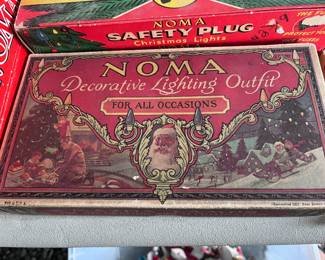 NOMA
SAFETY PLUG
Christmas Lights
NOMA
Decorative Lighting Outfit
FOR ALL OCCASIONS